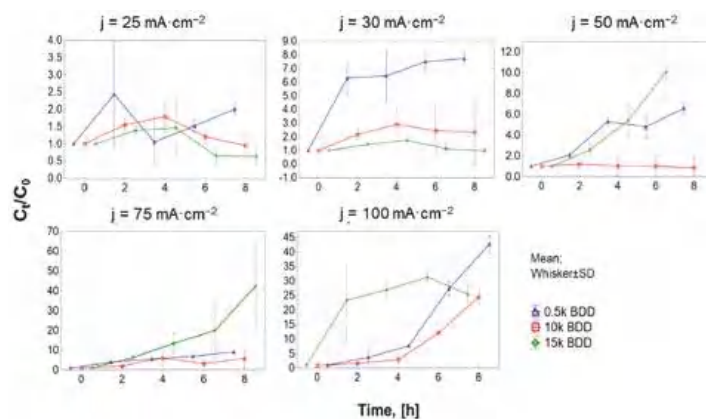 j = 25 mA·cm⁻²
j = 30 mA·cm⁻²
j = 50 mA·cm⁻²
4.0
3.5
3.0
2.5
2.0
1.5
1.0
0.5
0.0
0 2 4 6 8
9.0
8.0
7.0
6.0
5.0
4.0
3.0
2.0
1.0
0.0
-1.0
0 2 4 6 8
12.0
10.0
8.0
6.0
4.0
2.0
0.0
0 2 4 6 8
Cₜ/C₀
j = 75 mA·cm⁻²
j = 100 mA·cm⁻²
70
60
50
40
30
20
10
0
0 2 4 6 8
45
40
35
30
25
20
15
10
5
0
0 2 4 6 8
Mean;
Whisker±SD
0.5k BDD
10k BDD
15k BDD
Time, [h]